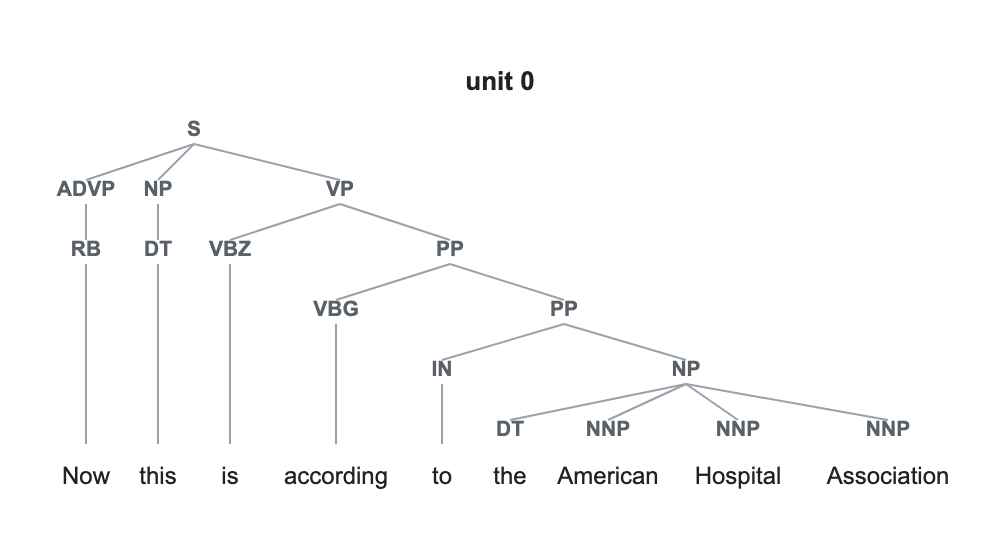 unit 0
S
ADVP NP VP
RB DT VBZ PP
VBG PP
IN NP
DT NNP NNP NNP
Now this is according to the American Hospital Association